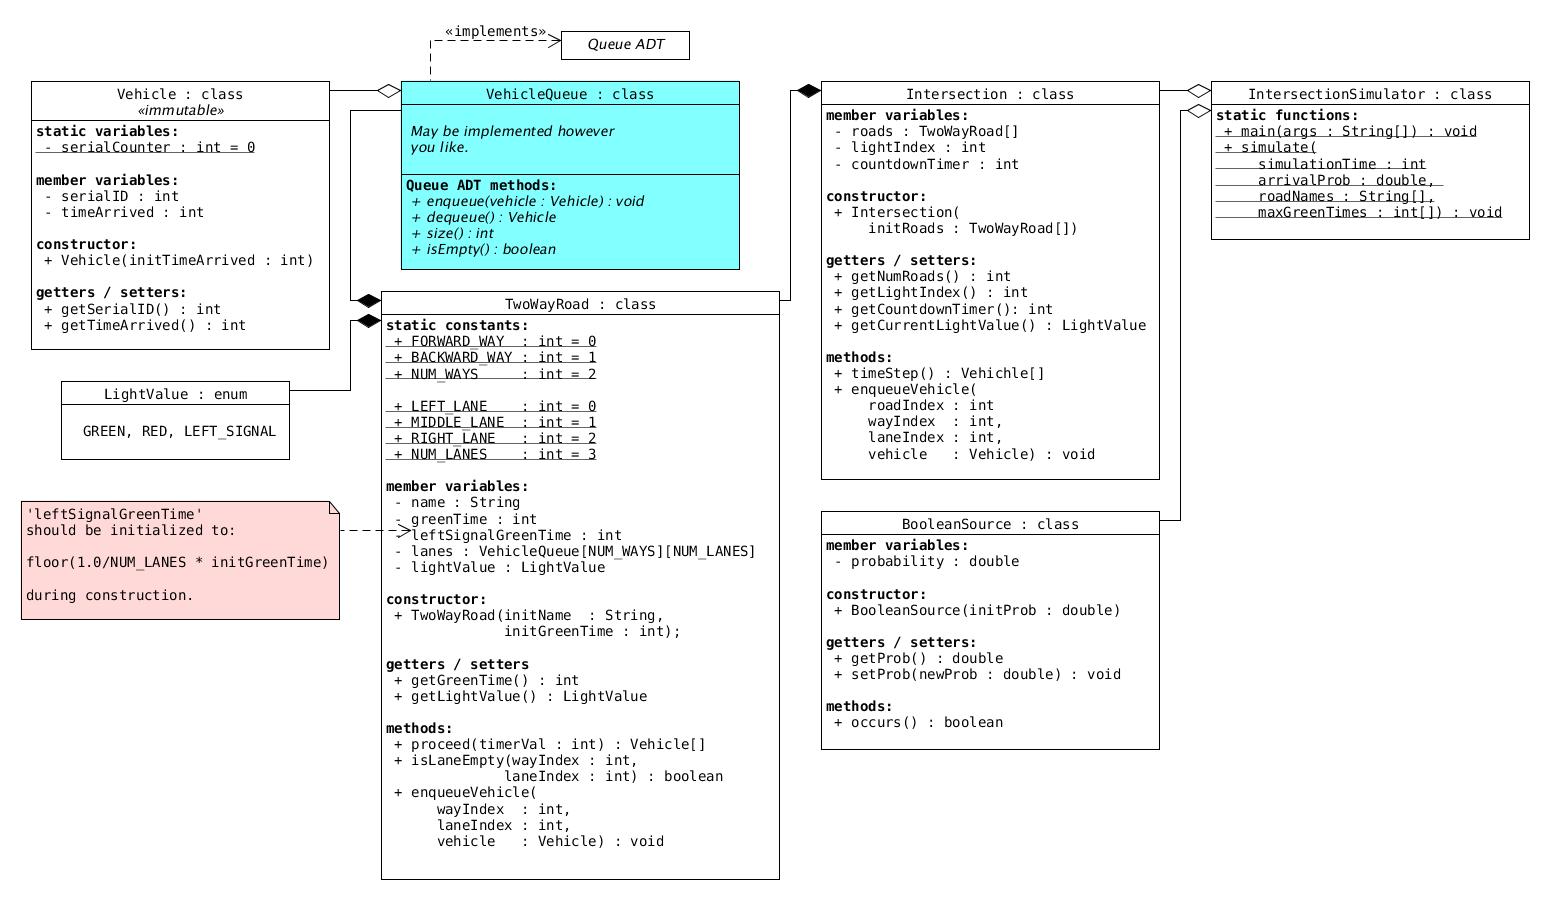 «implements»
Queue ADT
Vehicle : class
«immutable»
static variables:
- serialCounter : int = 0
member variables:
- serialID : int
- timeArrived : int
constructor:
+ Vehicle(initTimeArrived : int)
getters / setters:
+ getSerialID() : int
+ getTimeArrived() : int
VehicleQueue : class
May be implemented however
you like.
Queue ADT methods:
+ enqueue(vehicle : Vehicle) : void
+ dequeue() : Vehicle
+ size() : int
+ isEmpty() : boolean
LightValue : enum
GREEN, RED, LEFT_SIGNAL
'leftSignalGreenTime'
should be initialized to:
floor(1.0/NUM_LANES * initGreenTime)
during construction.
TwoWayRoad : class
static constants:
+ FORWARD_WAY  : int = 0
+ BACKWARD_WAY : int = 1
+ NUM_WAYS     : int = 2
+ LEFT_LANE    : int = 0
+ MIDDLE_LANE  : int = 1
+ RIGHT_LANE   : int = 2
+ NUM_LANES    : int = 3
member variables:
- name : String
- greenTime : int
- leftSignalGreenTime : int
- lanes : VehicleQueue[NUM_WAYS][NUM_LANES]
- lightValue : LightValue
constructor:
+ TwoWayRoad(initName  : String,
initGreenTime : int);
getters / setters
+ getGreenTime() : int
+ getLightValue() : LightValue
methods:
+ proceed(timerVal : int) : Vehicle[]
+ isLaneEmpty(wayIndex : int,
laneIndex : int) : boolean
+ enqueueVehicle(
wayIndex  : int,
laneIndex : int,
vehicle   : Vehicle) : void
Intersection : class
member variables:
- roads : TwoWayRoad[]
- lightIndex : int
- countdownTimer : int
constructor:
+ Intersection(
initRoads : TwoWayRoad[])
getters / setters:
+ getNumRoads() : int
+ getLightIndex() : int
+ getCountdownTimer(): int
+ getCurrentLightValue() : LightValue
methods:
+ timeStep() : Vehichle[]
+ enqueueVehicle(
roadIndex : int
wayIndex  : int,
laneIndex : int,
vehicle   : Vehicle) : void
BooleanSource : class
member variables:
- probability : double
constructor:
+ BooleanSource(initProb : double)
getters / setters:
+ getProb() : double
+ setProb(newProb : double) : void
methods:
+ occurs() : boolean
IntersectionSimulator : class
static functions:
+ main(args : String[]) : void
+ simulate(
simulationTime : int
arrivalProb : double,
roadNames : String[],
maxGreenTimes : int[]) : void